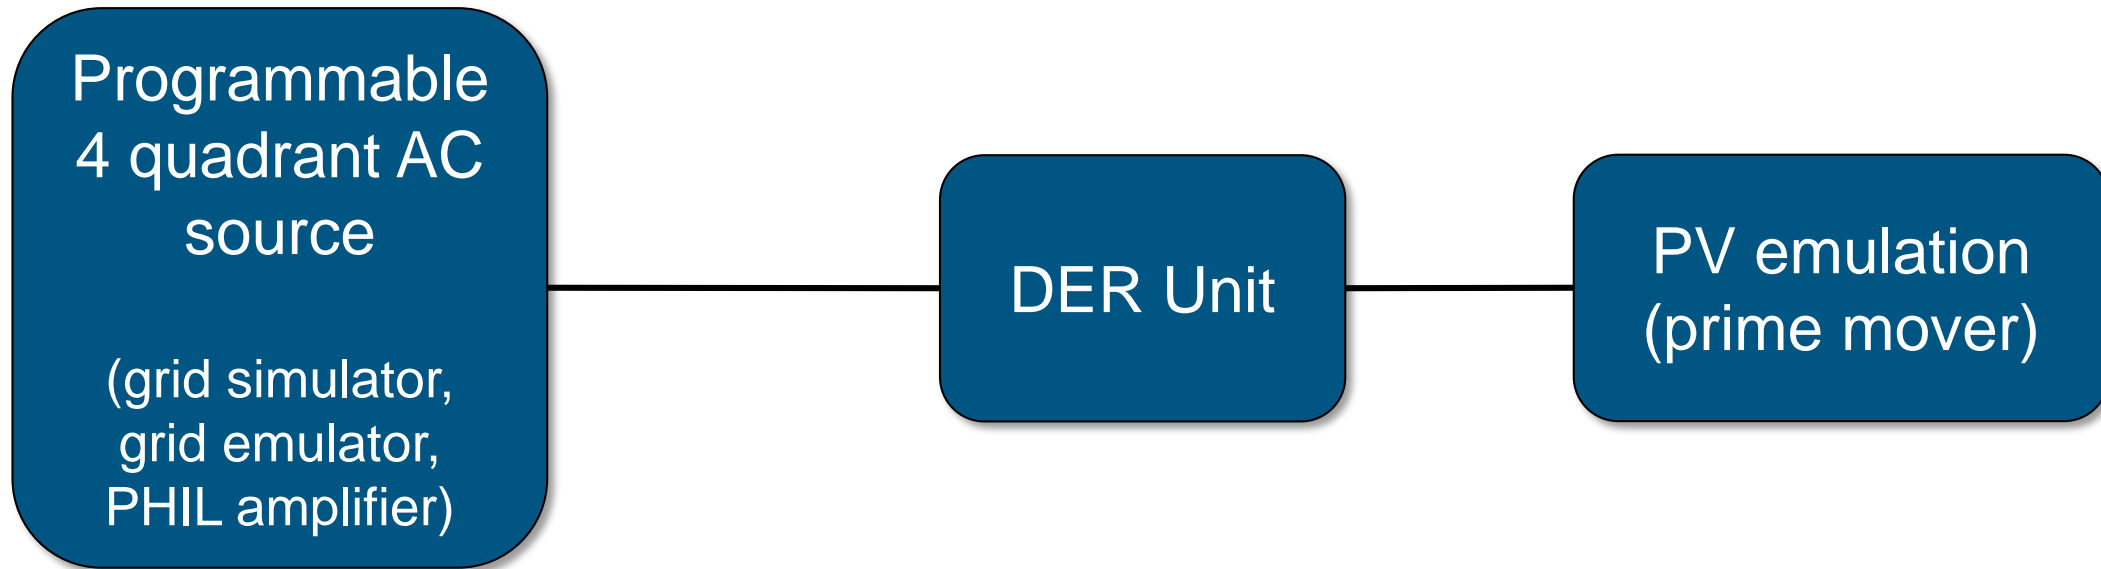 Programmable
4 quadrant AC
source
(grid simulator,
grid emulator,
PHIL amplifier)
DER Unit
PV emulation
(prime mover)